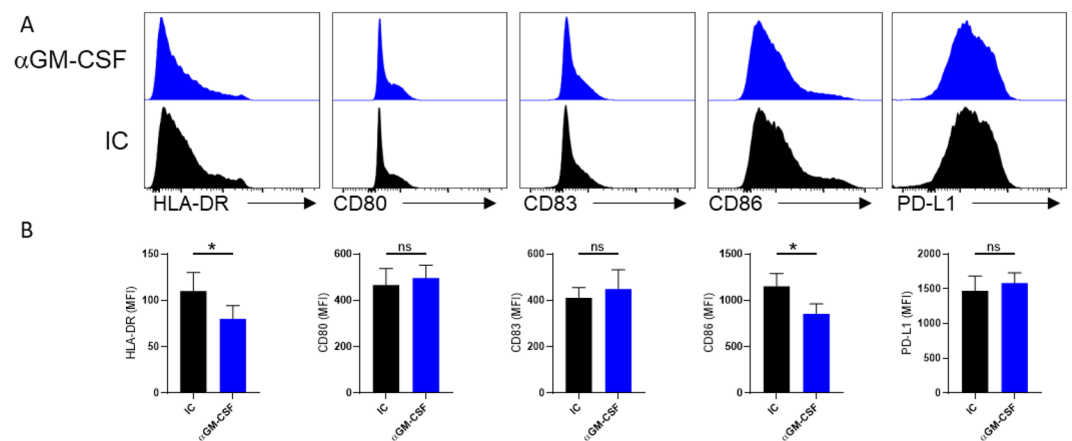 A
αGM-CSF
IC
HLA-DR
CD80
CD83
CD86
PD-L1
B
*
ns
ns
*
ns
150
100
50
0
HLA-DR (MFI)
IC
αGM-CSF
600
400
200
0
CD80 (MFI)
IC
αGM-CSF
600
400
200
0
CD83 (MFI)
IC
αGM-CSF
1500
1000
500
0
CD86 (MFI)
IC
αGM-CSF
2000
1500
1000
500
0
PD-L1 (MFI)
IC
αGM-CSF